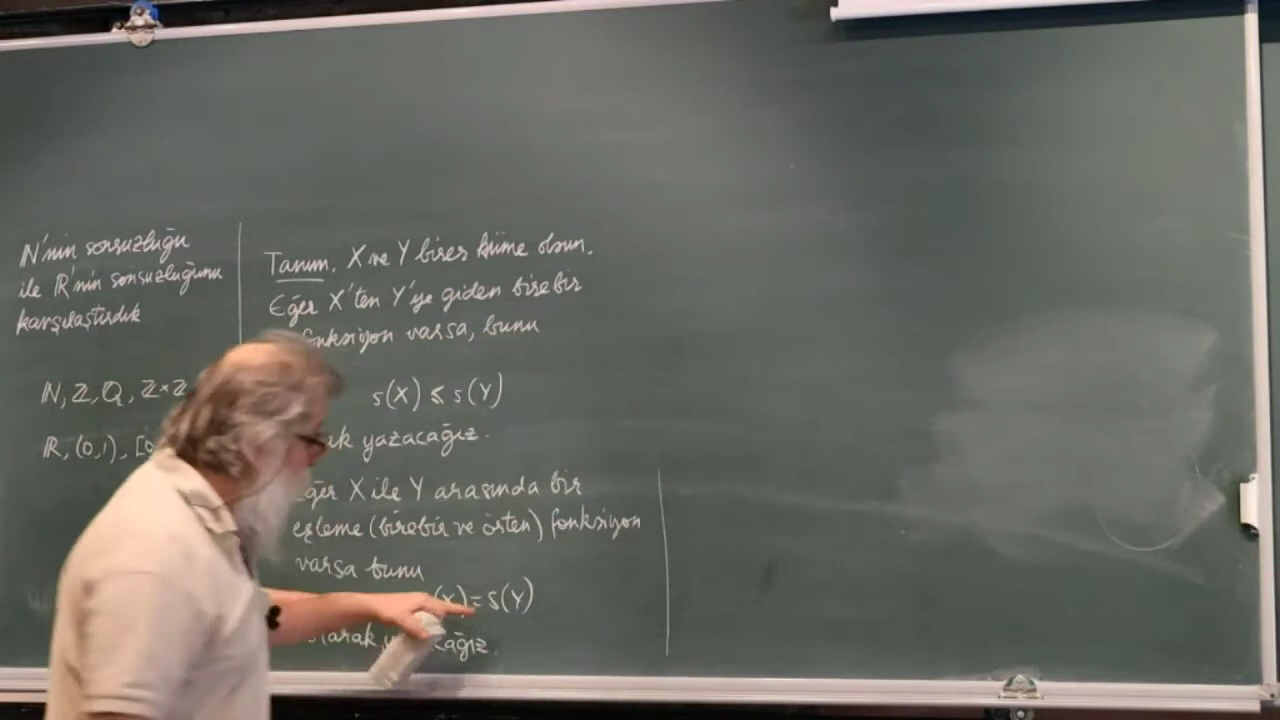 N'nin sonsuzluğu
ile R'nin sonsuzluğunu
karşılaştırdık
N, Z, Q, Z×Z
R, (0,1), [0
Tanım. X ve Y birer küme olsun.
Eğer X'ten Y'ye giden birebir
fonksiyon varsa, bunu
s(X) ≤ s(Y)
yazacağız.
Eğer X ile Y arasında bir
eşleme (birebir ve örten) fonksiyon
varsa bunu
(X) = s(Y)